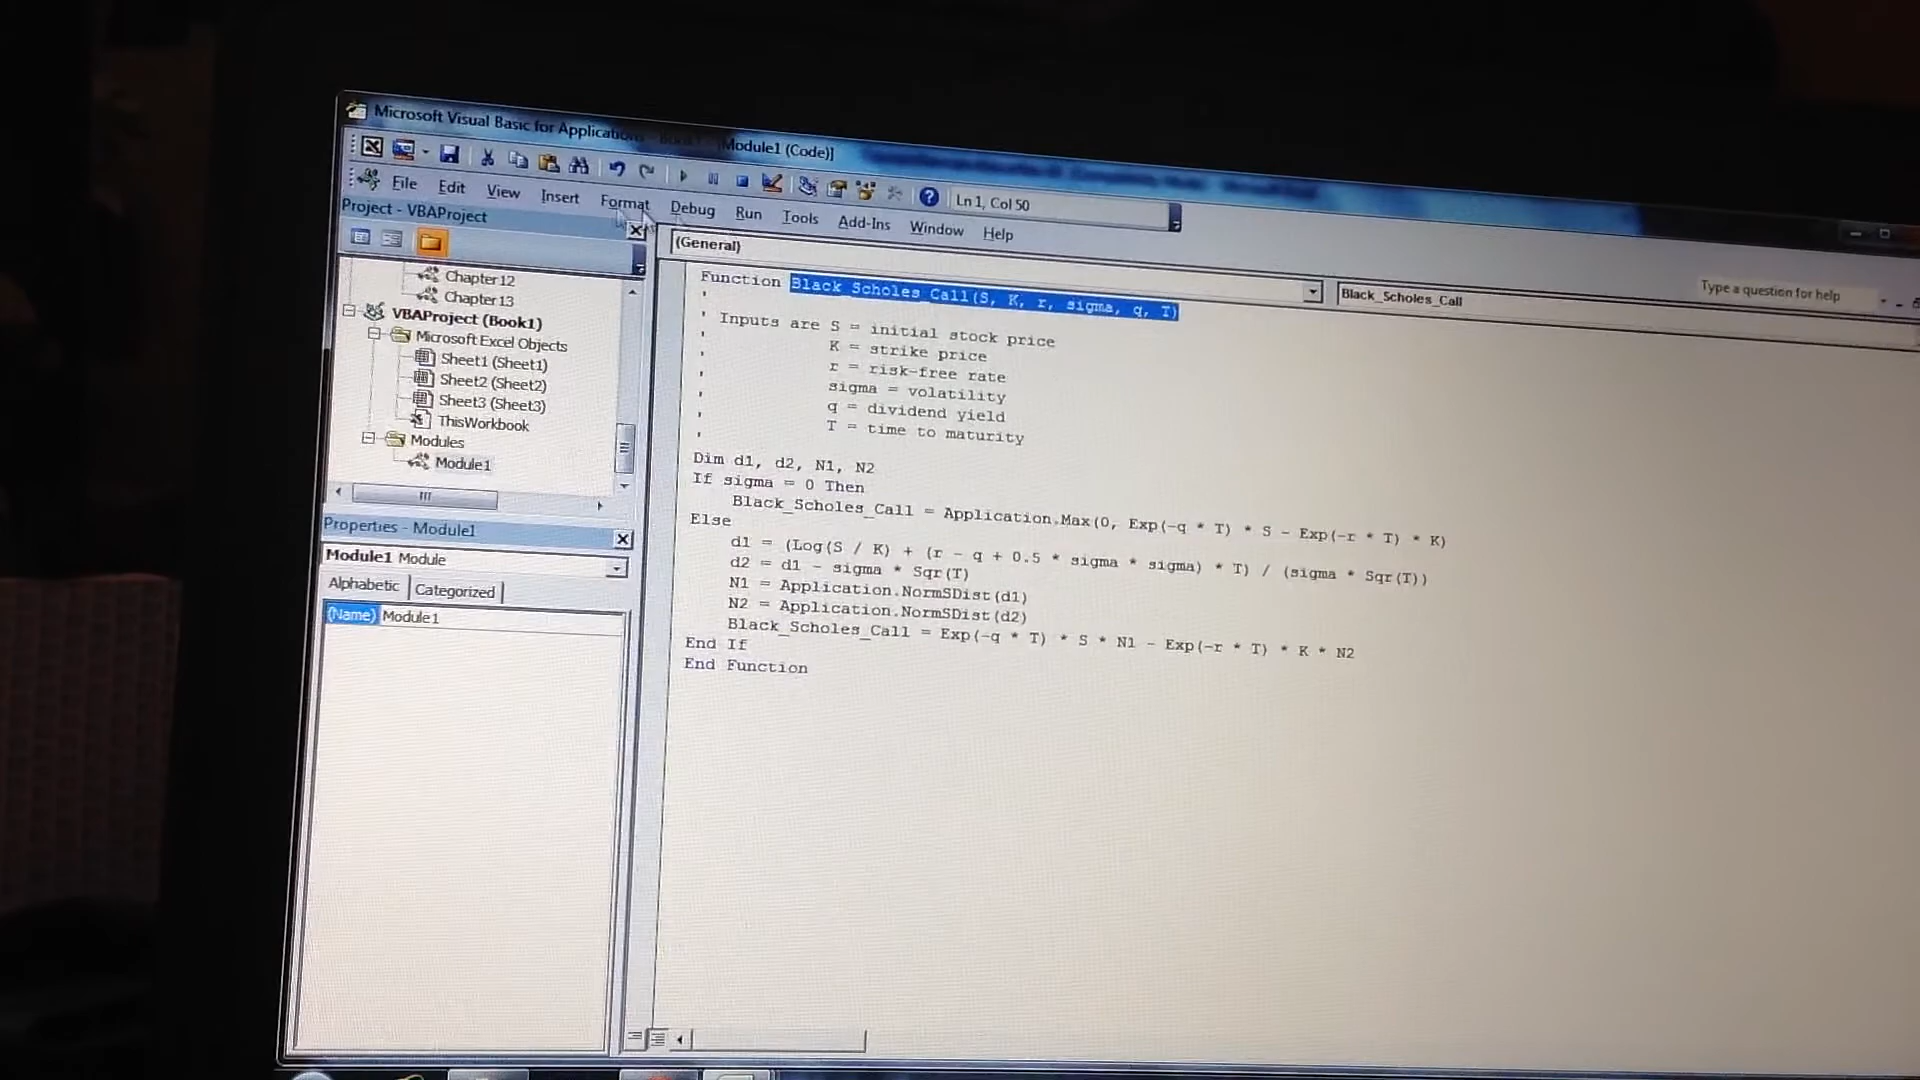 Microsoft Visual Basic for Applications - Book1 - [Module1 (Code)]
Ln 1, Col 50
File Edit View Insert Format Debug Run Tools Add-Ins Window Help
Type a question for help
Project - VBAProject
Chapter12
Chapter13
VBAProject (Book1)
Microsoft Excel Objects
Sheet1 (Sheet1)
Sheet2 (Sheet2)
Sheet3 (Sheet3)
ThisWorkbook
Modules
Module1
Properties - Module1
Module1 Module
Alphabetic Categorized
(Name) Module1
(General)
Black_Scholes_Call
Function Black_Scholes_Call(S, K, r, sigma, q, T)
'
' Inputs are S = initial stock price
' K = strike price
' r = risk-free rate
' sigma = volatility
' q = dividend yield
' T = time to maturity
'
Dim d1, d2, N1, N2
If sigma = 0 Then
Black_Scholes_Call = Application.Max(0, Exp(-q * T) * S - Exp(-r * T) * K)
Else
d1 = (Log(S / K) + (r - q + 0.5 * sigma * sigma) * T) / (sigma * Sqr(T))
d2 = d1 - sigma * Sqr(T)
N1 = Application.NormSDist(d1)
N2 = Application.NormSDist(d2)
Black_Scholes_Call = Exp(-q * T) * S * N1 - Exp(-r * T) * K * N2
End If
End Function